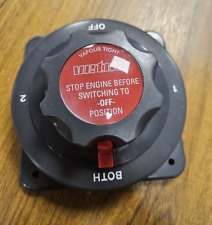 OFF
VAPOUR TIGHT
vetus
STOP ENGINE BEFORE
SWITCHING TO
-OFF-
POSITION
1
2
BOTH